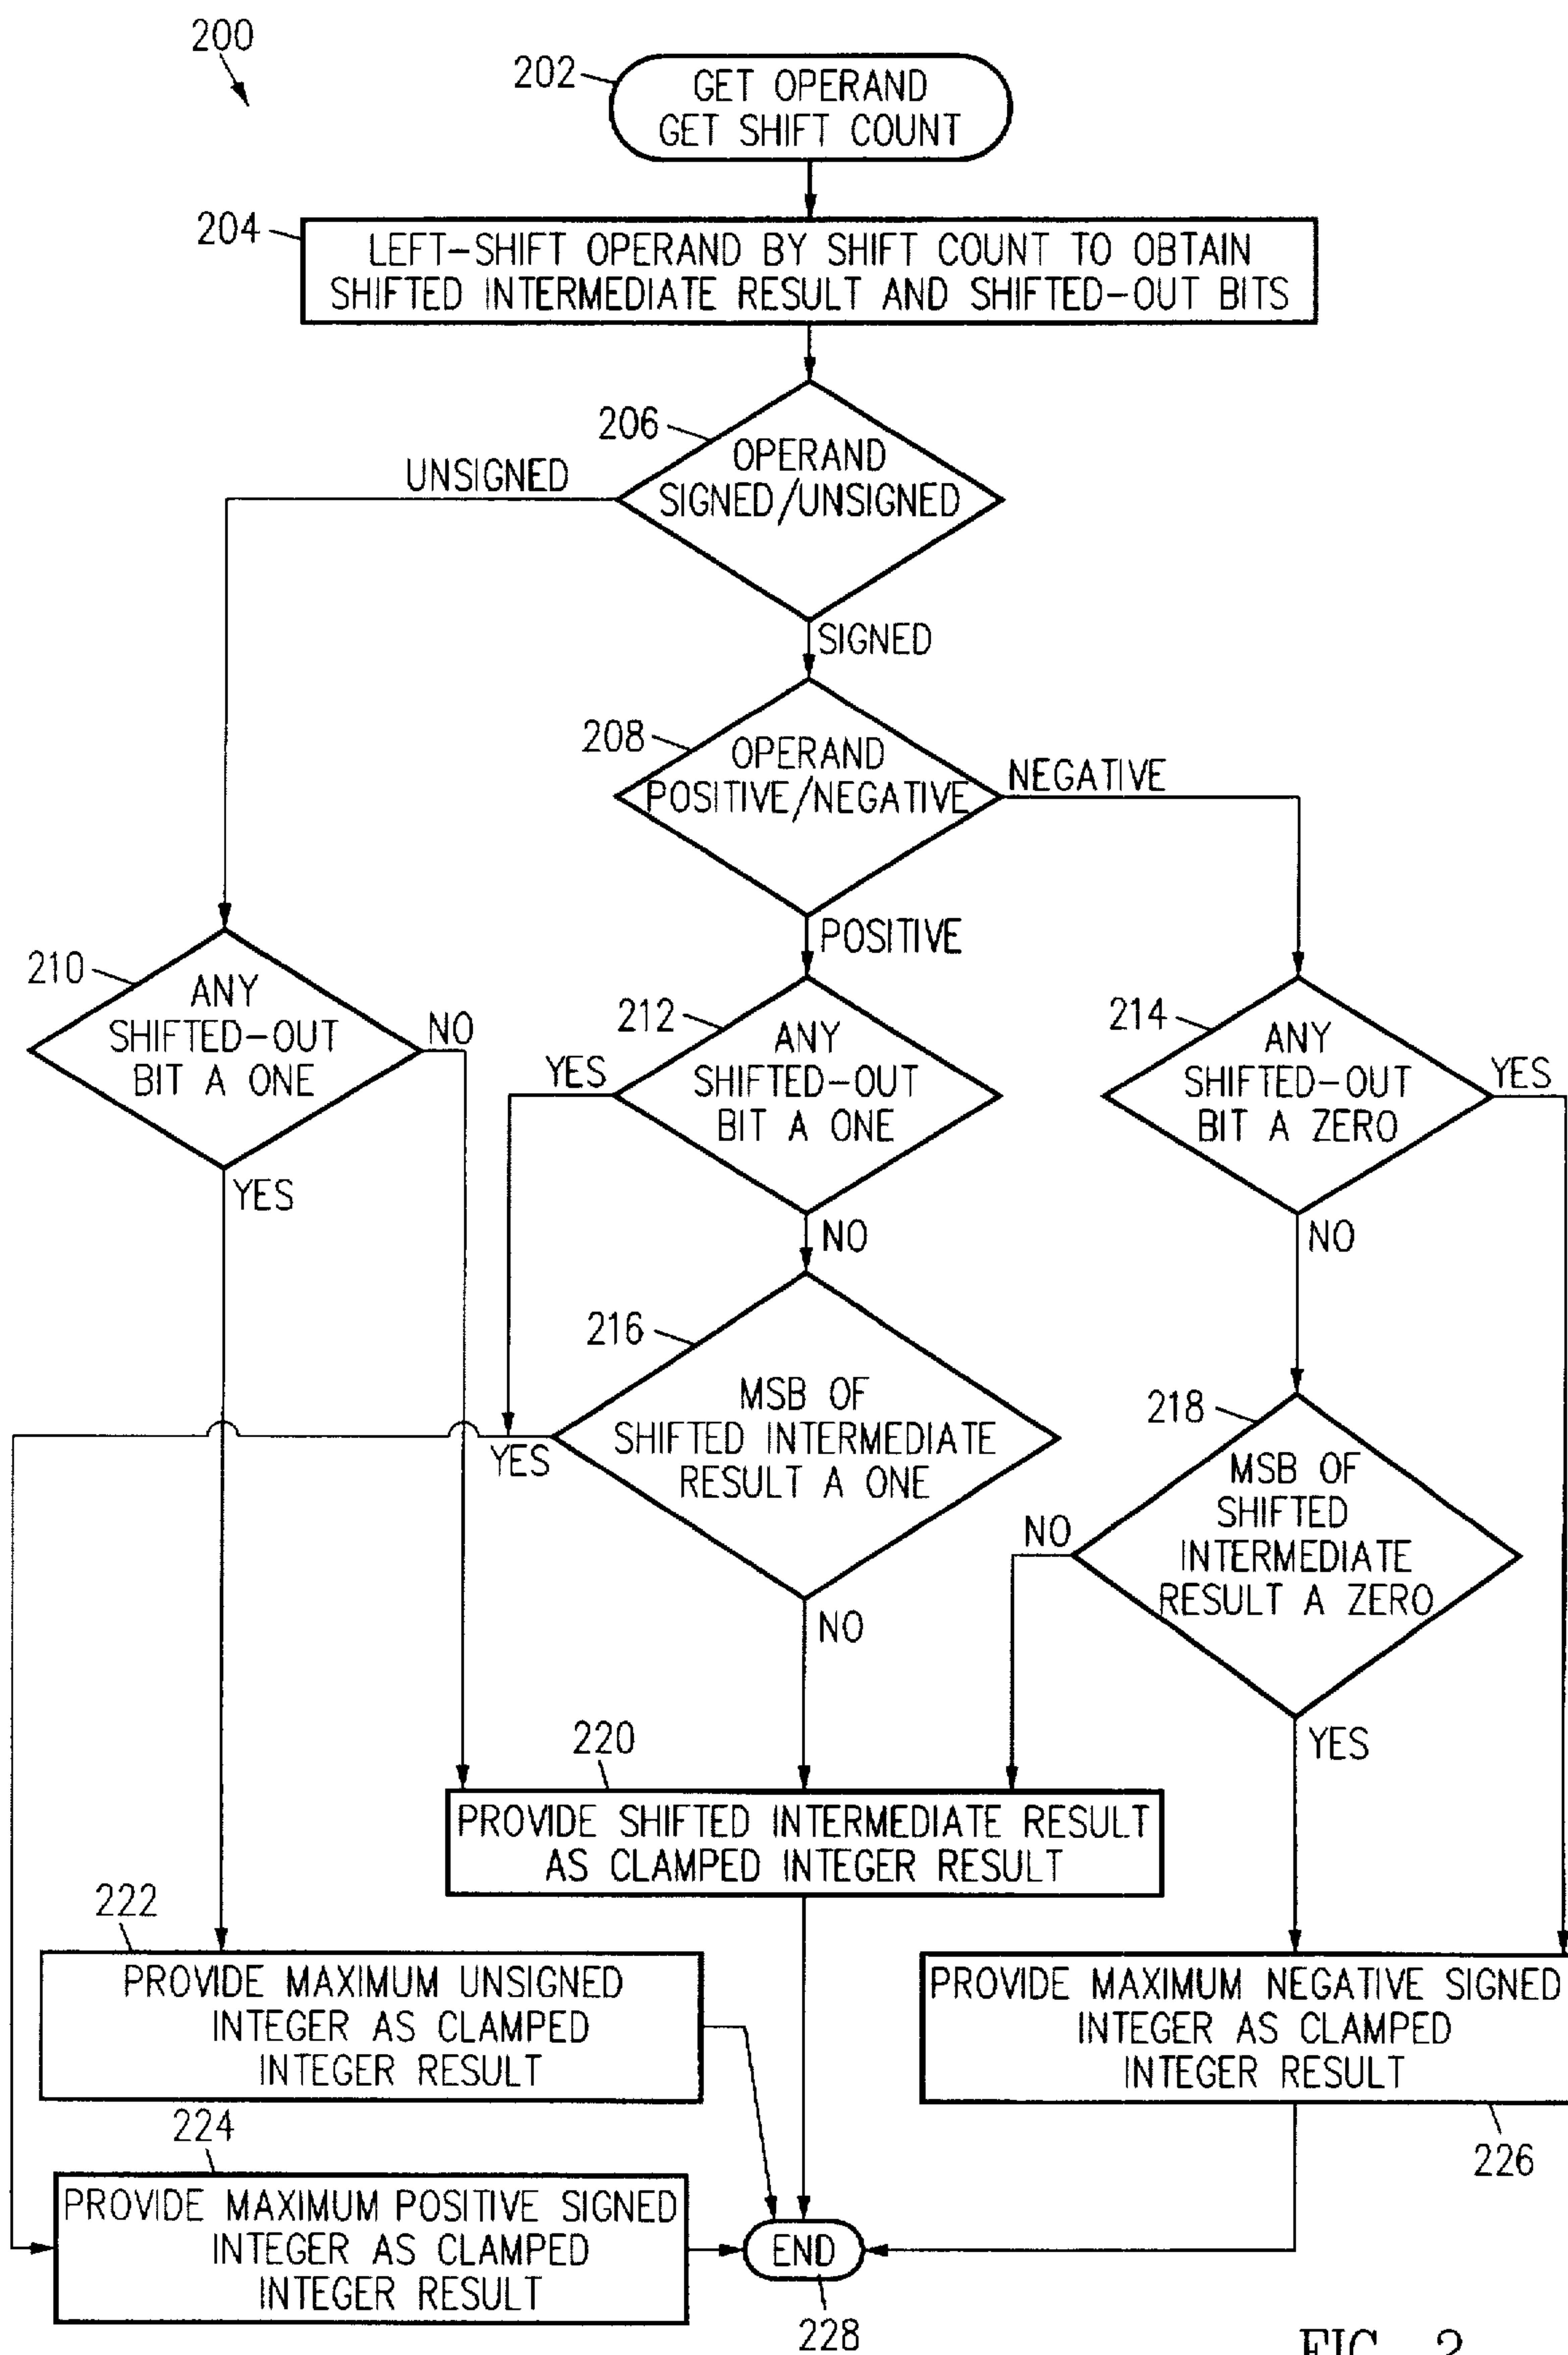 200
202
GET OPERAND
GET SHIFT COUNT
204
LEFT-SHIFT OPERAND BY SHIFT COUNT TO OBTAIN
SHIFTED INTERMEDIATE RESULT AND SHIFTED-OUT BITS
206
OPERAND
SIGNED/UNSIGNED
UNSIGNED
SIGNED
208
OPERAND
POSITIVE/NEGATIVE
NEGATIVE
POSITIVE
210
ANY
SHIFTED-OUT
BIT A ONE
NO
YES
212
ANY
SHIFTED-OUT
BIT A ONE
YES
NO
214
ANY
SHIFTED-OUT
BIT A ZERO
YES
NO
216
MSB OF
SHIFTED INTERMEDIATE
RESULT A ONE
YES
NO
218
MSB OF
SHIFTED
INTERMEDIATE
RESULT A ZERO
NO
YES
220
PROVIDE SHIFTED INTERMEDIATE RESULT
AS CLAMPED INTEGER RESULT
222
PROVIDE MAXIMUM UNSIGNED
INTEGER AS CLAMPED
INTEGER RESULT
PROVIDE MAXIMUM NEGATIVE SIGNED
INTEGER AS CLAMPED
INTEGER RESULT
226
224
PROVIDE MAXIMUM POSITIVE SIGNED
INTEGER AS CLAMPED
INTEGER RESULT
END
228
FIG. 2